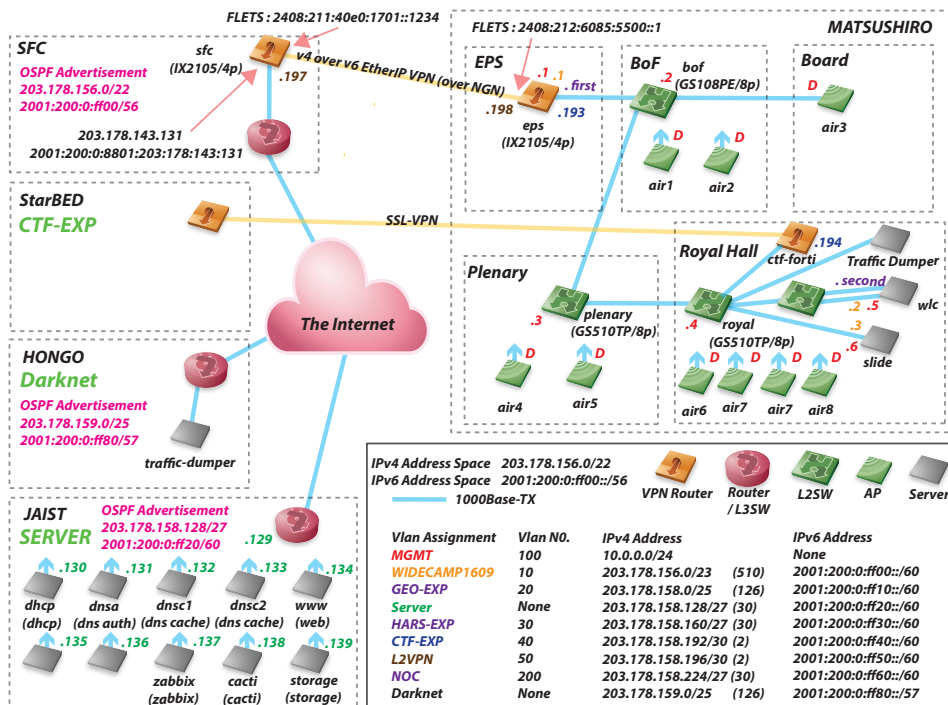 FLETS : 2408:211:40e0:1701::1234
FLETS : 2408:212:6085:5500::1
MATSUSHIRO
SFC
OSPF Advertisement
203.178.156.0/22
2001:200:0:ff00/56
sfc
(IX2105/4p)
.197
v4 over v6 EtherIP VPN (over NGN)
203.178.143.131
2001:200:0:8801:203:178:143:131
EPS
.1 .1
. first
.198
.193
eps
(IX2105/4p)
BoF
bof
(GS108PE/8p)
.2
D
air1
D
air2
Board
D
air3
StarBED
CTF-EXP
SSL-VPN
The Internet
Plenary
.3
plenary
(GS510TP/8p)
D
air4
D
air5
Royal Hall
.194
ctf-forti
Traffic Dumper
. second
.2 .5
wlc
.3
.6
slide
.4
royal
(GS510TP/8p)
D
D
D
D
air6
air7
air7
air8
HONGO
Darknet
OSPF Advertisement
203.178.159.0/25
2001:200:0:ff80/57
traffic-dumper
JAIST
SERVER
OSPF Advertisement
203.178.158.128/27
2001:200:0:ff20/60
.129
.130
.131
.132
.133
.134
dhcp
(dhcp)
dnsa
(dns auth)
dnsc1
(dns cache)
dnsc2
(dns cache)
www
(web)
.135
.136
.137
.138
.139
zabbix
(zabbix)
cacti
(cacti)
storage
(storage)
IPv4 Address Space 203.178.156.0/22
IPv6 Address Space 2001:200:0:ff00::/56
1000Base-TX
VPN Router
Router
/ L3SW
L2SW
AP
Server
Vlan Assignment Vlan N0. IPv4 Address IPv6 Address
MGMT 100 10.0.0.0/24 None
WIDECAMP1609 10 203.178.156.0/23 (510) 2001:200:0:ff00::/60
GEO-EXP 20 203.178.158.0/25 (126) 2001:200:0:ff10::/60
Server None 203.178.158.128/27 (30) 2001:200:0:ff20::/60
HARS-EXP 30 203.178.158.160/27 (30) 2001:200:0:ff30::/60
CTF-EXP 40 203.178.158.192/30 (2) 2001:200:0:ff40::/60
L2VPN 50 203.178.158.196/30 (2) 2001:200:0:ff50::/60
NOC 200 203.178.158.224/27 (30) 2001:200:0:ff60::/60
Darknet None 203.178.159.0/25 (126) 2001:200:0:ff80::/57